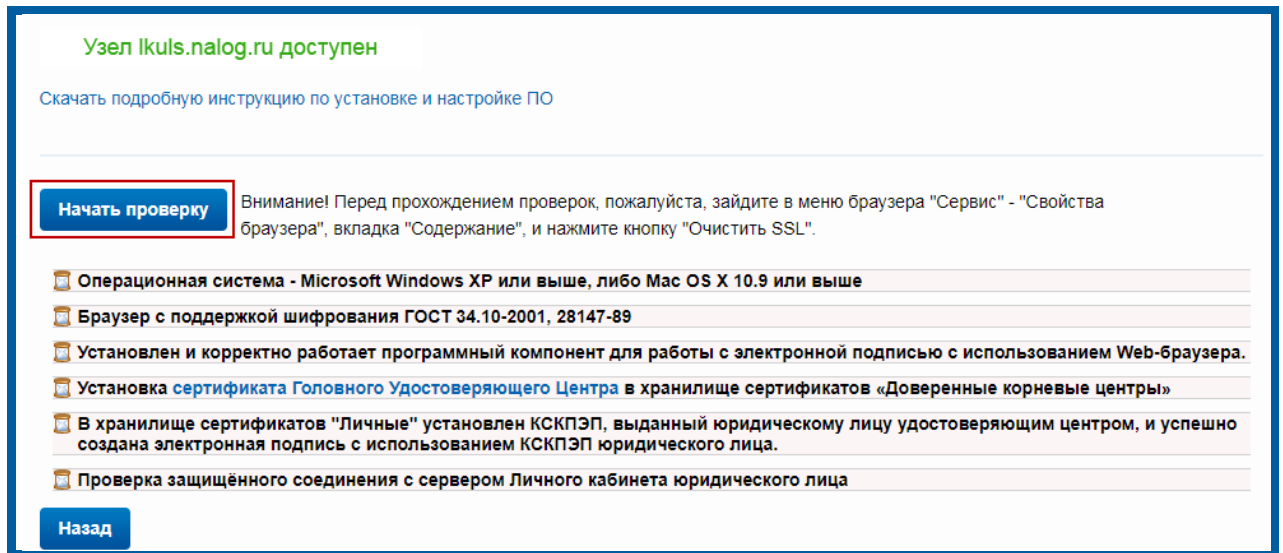 Узел lkuls.nalog.ru доступен
Скачать подробную инструкцию по установке и настройке ПО
Начать проверку
Внимание! Перед прохождением проверок, пожалуйста, зайдите в меню браузера "Сервис" - "Свойства
браузера", вкладка "Содержание", и нажмите кнопку "Очистить SSL".
Операционная система - Microsoft Windows XP или выше, либо Mac OS X 10.9 или выше
Браузер с поддержкой шифрования ГОСТ 34.10-2001, 28147-89
Установлен и корректно работает программный компонент для работы с электронной подписью с использованием Web-браузера.
Установка сертификата Головного Удостоверяющего Центра в хранилище сертификатов «Доверенные корневые центры»
В хранилище сертификатов "Личные" установлен КСКПЭП, выданный юридическому лицу удостоверяющим центром, и успешно
создана электронная подпись с использованием КСКПЭП юридического лица.
Проверка защищённого соединения с сервером Личного кабинета юридического лица
Назад